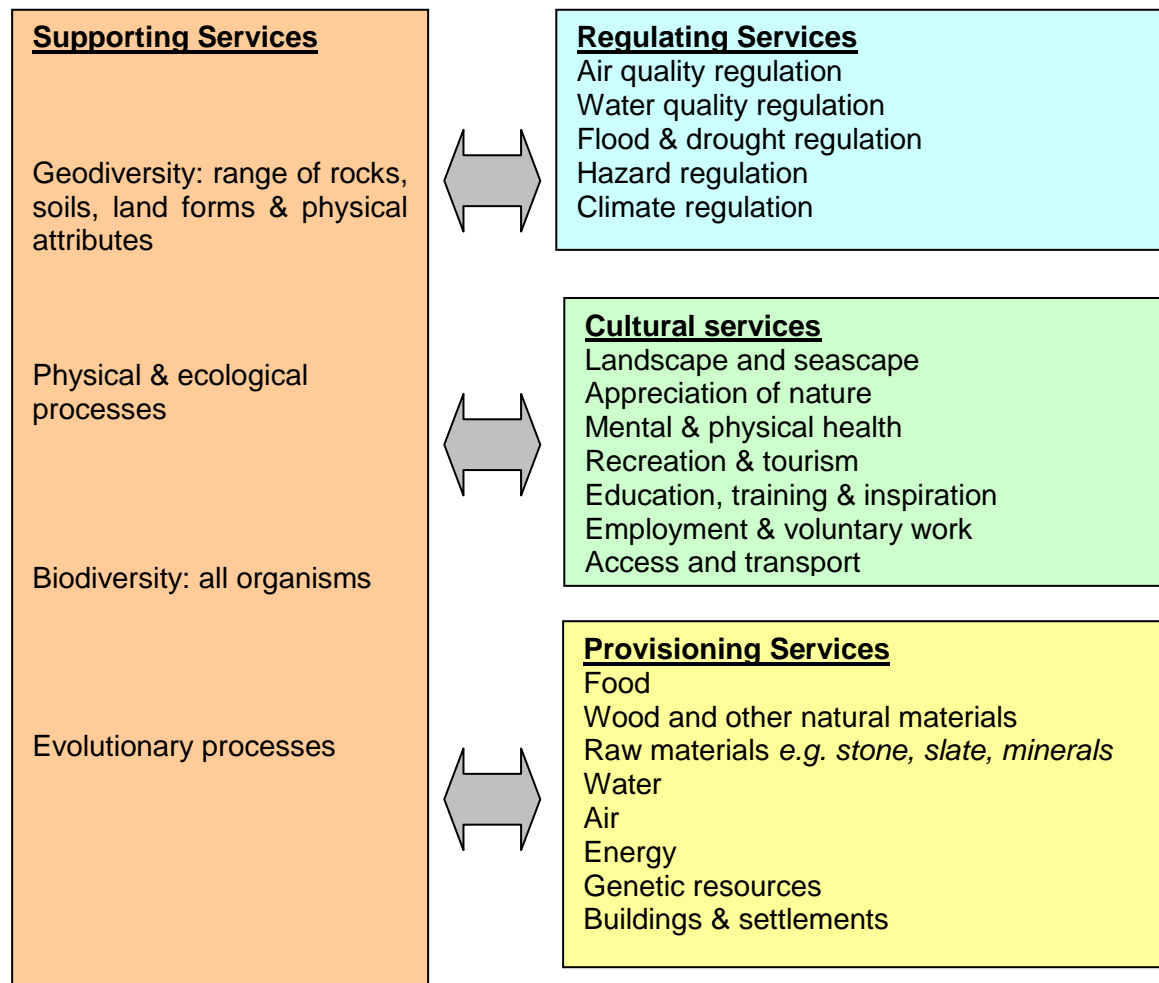 Supporting Services
Geodiversity: range of rocks,
soils, land forms & physical
attributes
Physical & ecological
processes
Biodiversity: all organisms
Evolutionary processes
Regulating Services
Air quality regulation
Water quality regulation
Flood & drought regulation
Hazard regulation
Climate regulation
Cultural services
Landscape and seascape
Appreciation of nature
Mental & physical health
Recreation & tourism
Education, training & inspiration
Employment & voluntary work
Access and transport
Provisioning Services
Food
Wood and other natural materials
Raw materials e.g. stone, slate, minerals
Water
Air
Energy
Genetic resources
Buildings & settlements